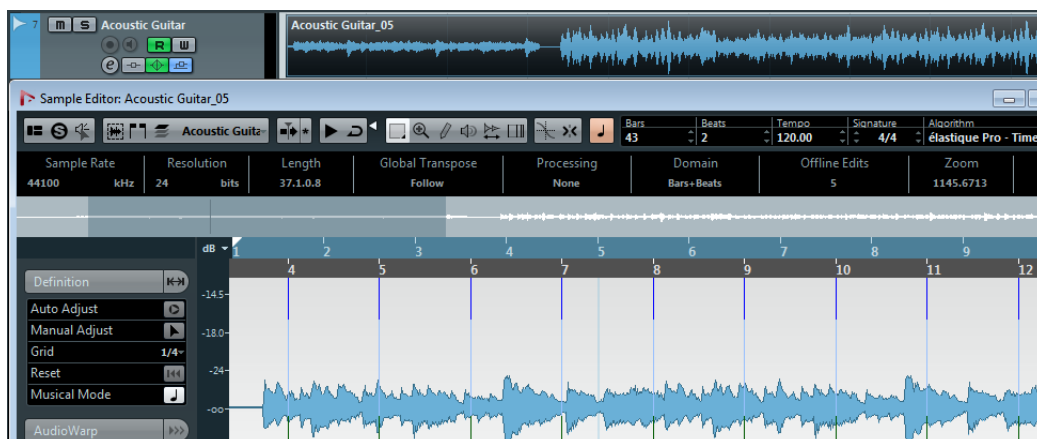 7 m S Acoustic Guitar
R W
e
Acoustic Guitar_05
Sample Editor: Acoustic Guitar_05
S Acoustic Guita
Bars Beats Tempo Signature Algorithm
43 2 120.00 4/4 élastique Pro - Time
Sample Rate Resolution Length Global Transpose Processing Domain Offline Edits Zoom
44100 kHz 24 bits 37.1.0.8 Follow None Bars+Beats 5 1145.6713
dB 1 2 3 4 5 6 7 8 9
4 5 6 7 8 9 10 11 12
Definition
-14.5-
Auto Adjust
Manual Adjust
-18.0-
Grid 1/4
Reset
-24-
Musical Mode
-oo-
AudioWarp